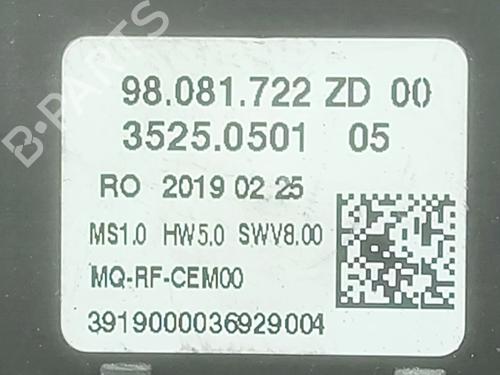 B-PARTS
98.081.722 ZD 00
3525.0501 05
RO 2019 02 25
MS1.0 HW5.0 SWV8.00
MQ-RF-CEM00
3919000036929004